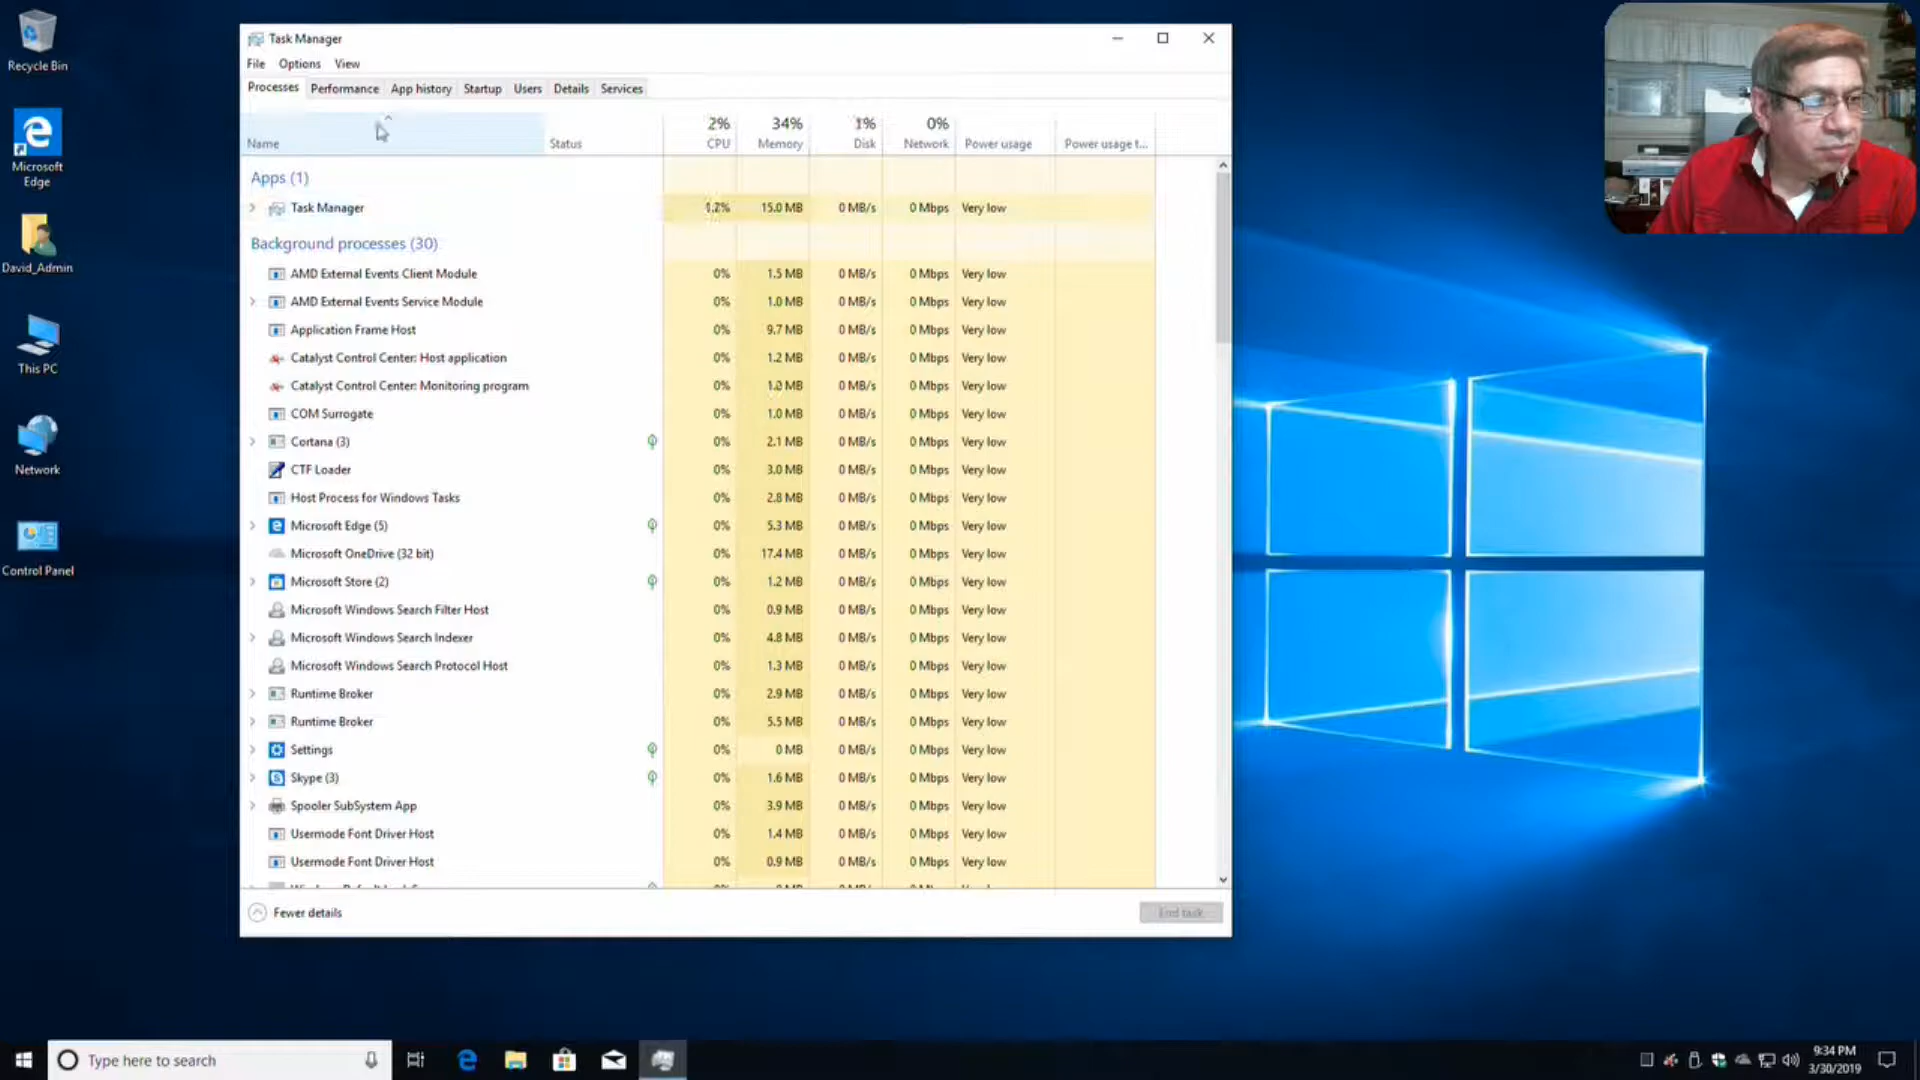 Recycle Bin
Microsoft
Edge
David_Admin
This PC
Network
Control Panel
Task Manager
File Options View
Processes Performance App history Startup Users Details Services
2% 34% 1% 0%
Name Status CPU Memory Disk Network Power usage Power usage t...
Apps (1)
Task Manager 15.0 MB 0 MB/s 0 Mbps Very low
Background processes (30)
AMD External Events Client Module 0% 1.5 MB 0 MB/s 0 Mbps Very low
AMD External Events Service Module 0% 1.0 MB 0 MB/s 0 Mbps Very low
Application Frame Host 0% 9.7 MB 0 MB/s 0 Mbps Very low
Catalyst Control Center: Host application 0% 1.2 MB 0 MB/s 0 Mbps Very low
Catalyst Control Center: Monitoring program 0% MB 0 MB/s 0 Mbps Very low
COM Surrogate 0% 1.0 MB 0 MB/s 0 Mbps Very low
Cortana (3) 0% 2.1 MB 0 MB/s 0 Mbps Very low
CTF Loader 0% 3.0 MB 0 MB/s 0 Mbps Very low
Host Process for Windows Tasks 0% 2.8 MB 0 MB/s 0 Mbps Very low
Microsoft Edge (5) 0% 5.3 MB 0 MB/s 0 Mbps Very low
Microsoft OneDrive (32 bit) 0% 17.4 MB 0 MB/s 0 Mbps Very low
Microsoft Store (2) 0% 1.2 MB 0 MB/s 0 Mbps Very low
Microsoft Windows Search Filter Host 0% 0.9 MB 0 MB/s 0 Mbps Very low
Microsoft Windows Search Indexer 0% 4.8 MB 0 MB/s 0 Mbps Very low
Microsoft Windows Search Protocol Host 0% 1.3 MB 0 MB/s 0 Mbps Very low
Runtime Broker 0% 2.9 MB 0 MB/s 0 Mbps Very low
Runtime Broker 0% 5.5 MB 0 MB/s 0 Mbps Very low
Settings 0% 0 MB 0 MB/s 0 Mbps Very low
Skype (3) 0% 1.6 MB 0 MB/s 0 Mbps Very low
Spooler SubSystem App 0% 3.9 MB 0 MB/s 0 Mbps Very low
Usermode Font Driver Host 0% 1.4 MB 0 MB/s 0 Mbps Very low
Usermode Font Driver Host 0% 0.9 MB 0 MB/s 0 Mbps Very low
Fewer details End task
Type here to search
9:34 PM
3/30/2019